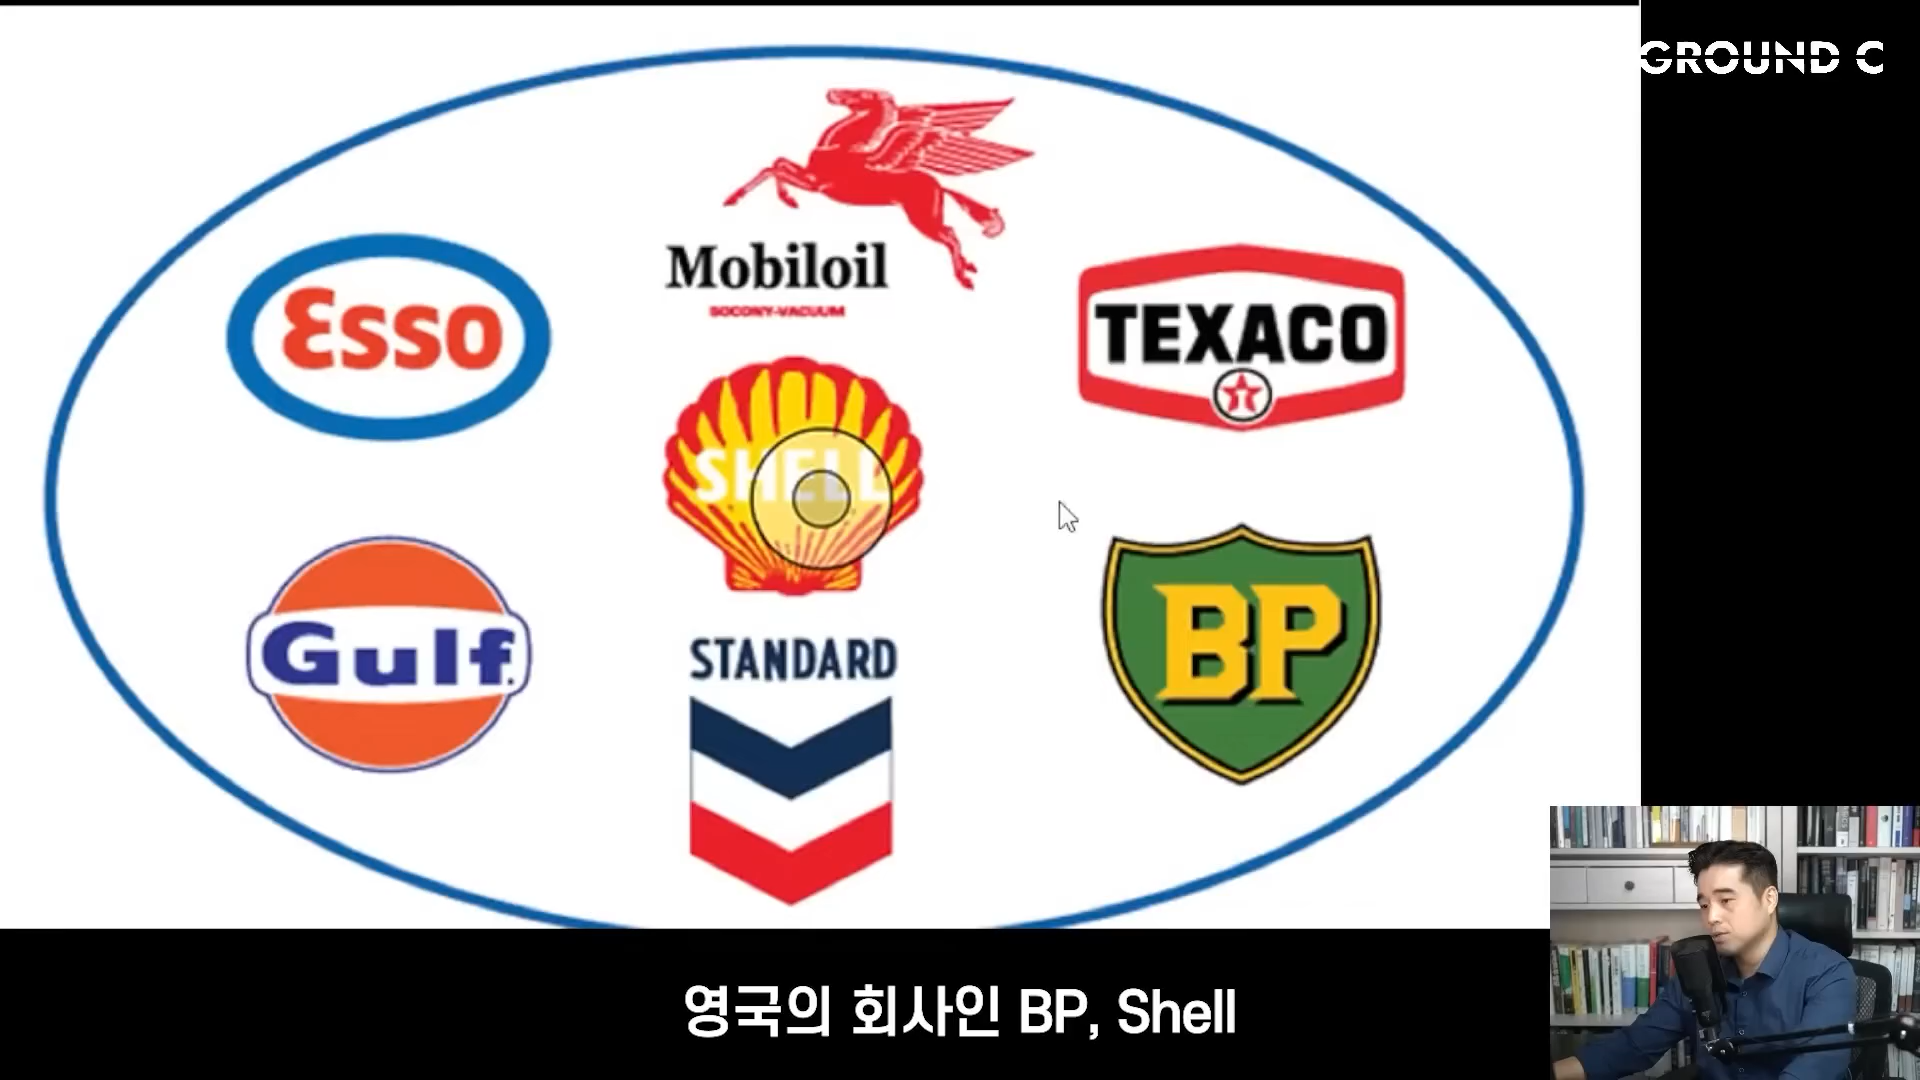 GROUND C
Mobiloil
SOCONY-VACUUM
Esso
TEXACO
T
SHELL
Gulf.
BP
STANDARD
영국의 회사인 BP, Shell